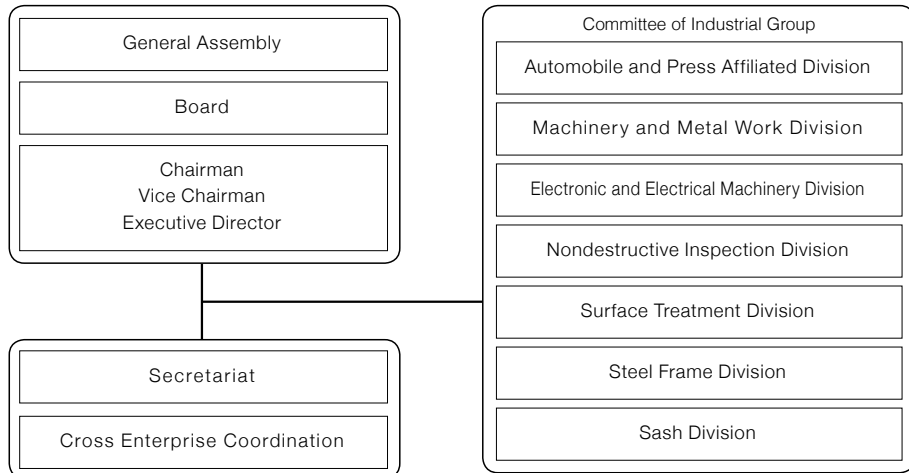 General Assembly
Board
Chairman
Vice Chairman
Executive Director
Secretariat
Cross Enterprise Coordination
Committee of Industrial Group
Automobile and Press Affiliated Division
Machinery and Metal Work Division
Electronic and Electrical Machinery Division
Nondestructive Inspection Division
Surface Treatment Division
Steel Frame Division
Sash Division